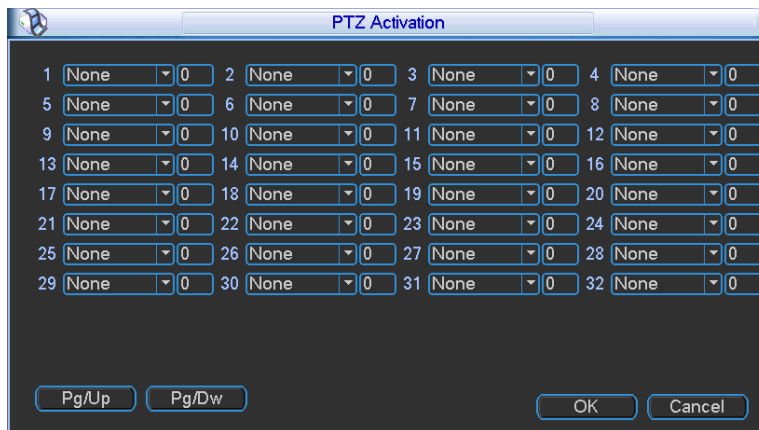 PTZ Activation
1 None 0 2 None 0 3 None 0 4 None 0
5 None 0 6 None 0 7 None 0 8 None 0
9 None 0 10 None 0 11 None 0 12 None 0
13 None 0 14 None 0 15 None 0 16 None 0
17 None 0 18 None 0 19 None 0 20 None 0
21 None 0 22 None 0 23 None 0 24 None 0
25 None 0 26 None 0 27 None 0 28 None 0
29 None 0 30 None 0 31 None 0 32 None 0
Pg/Up Pg/Dw OK Cancel